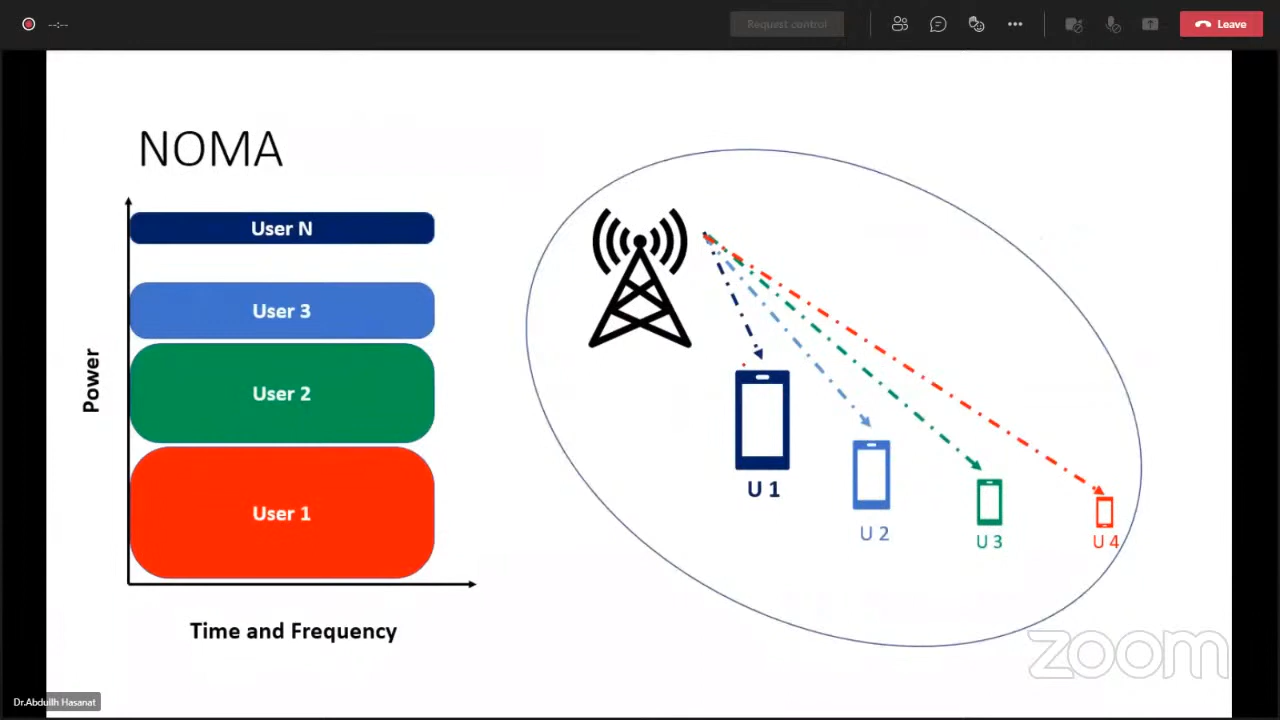 --:--
Request control
Leave
NOMA
User N
User 3
User 2
User 1
Power
Time and Frequency
U 1
U 2
U 3
U 4
zoom
Dr.Abdullh Hasanat